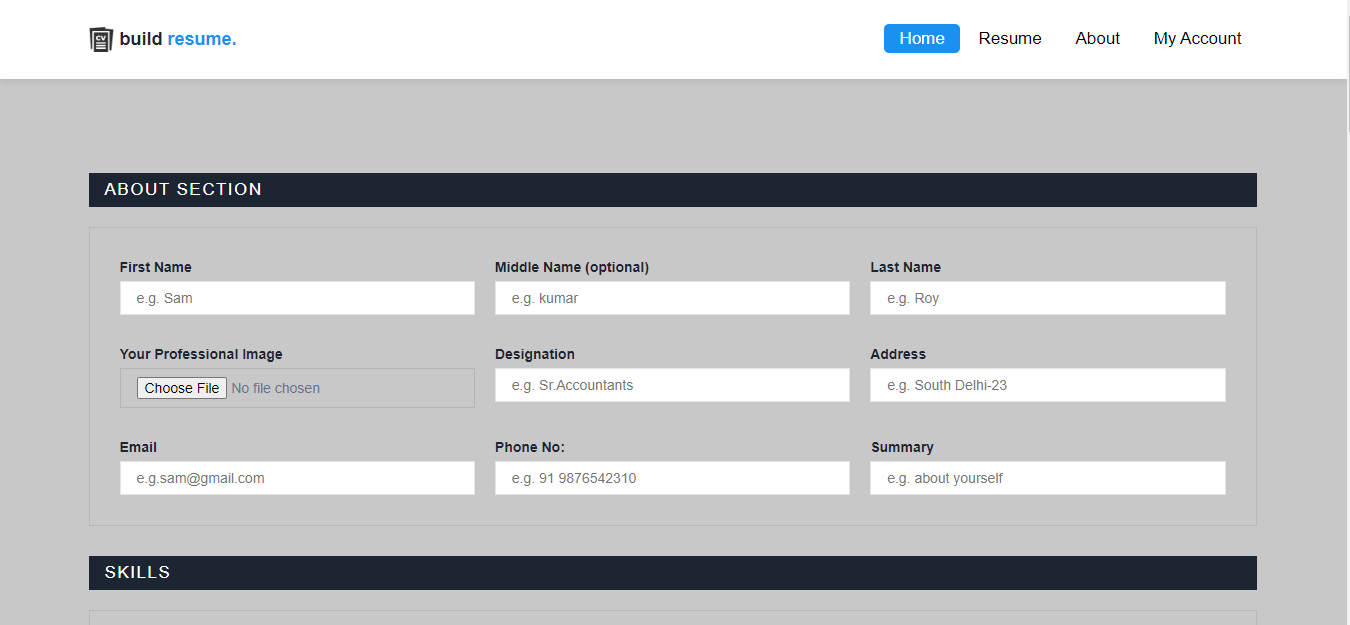 CV build resume. Home Resume About My Account
ABOUT SECTION
First Name Middle Name (optional) Last Name
e.g. Sam e.g. kumar e.g. Roy
Your Professional Image Designation Address
Choose File No file chosen e.g. Sr.Accountants e.g. South Delhi-23
Email Phone No: Summary
e.g.sam@gmail.com e.g. 91 9876542310 e.g. about yourself
SKILLS